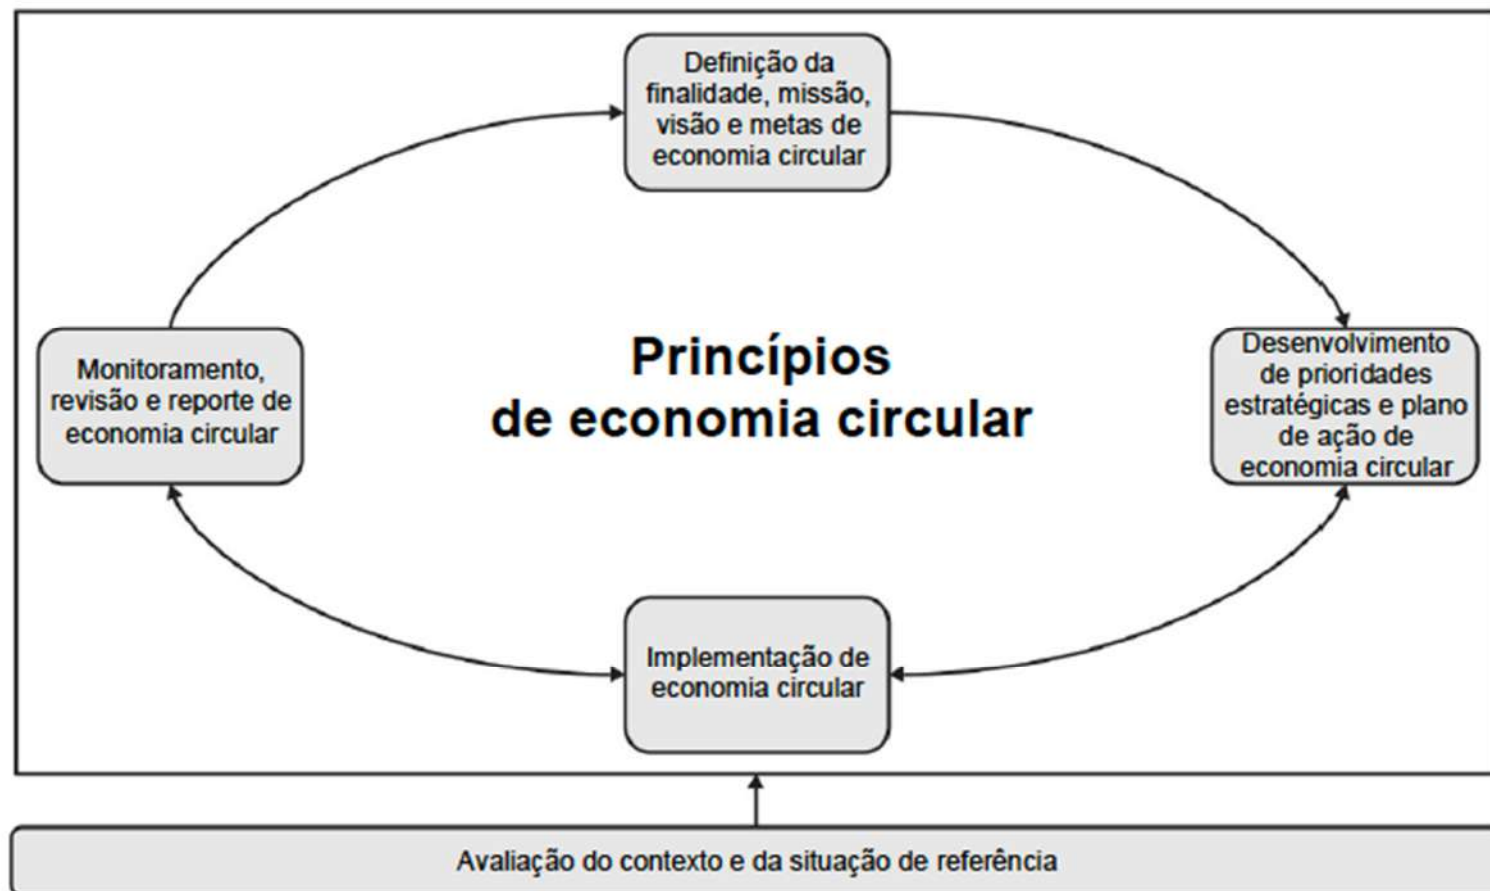 Definição da
finalidade, missão,
visão e metas de
economia circular
Monitoramento,
revisão e reporte de
economia circular
Princípios
de economia circular
Desenvolvimento
de prioridades
estratégicas e plano
de ação de
economia circular
Implementação de
economia circular
Avaliação do contexto e da situação de referência